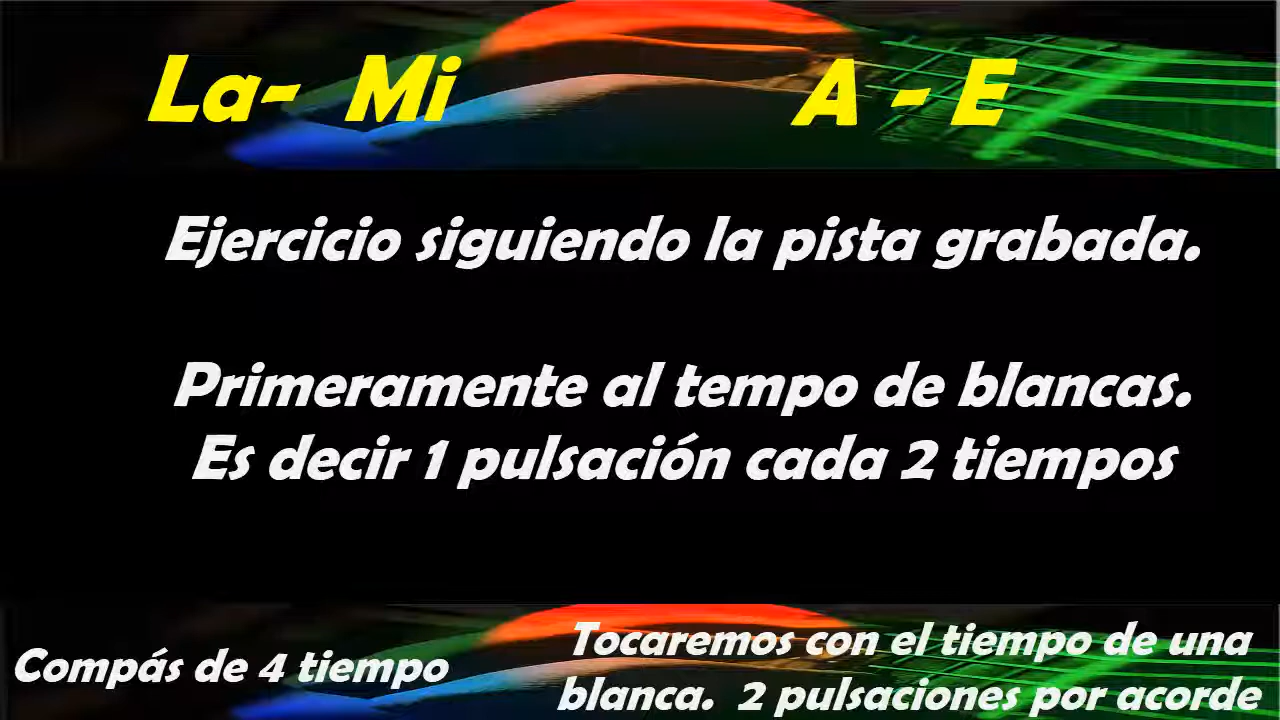 La- Mi
A - E
Ejercicio siguiendo la pista grabada.
Primeramente al tempo de blancas.
Es decir 1 pulsación cada 2 tiempos
Compás de 4 tiempo
Tocaremos con el tiempo de una
blanca. 2 pulsaciones por acorde